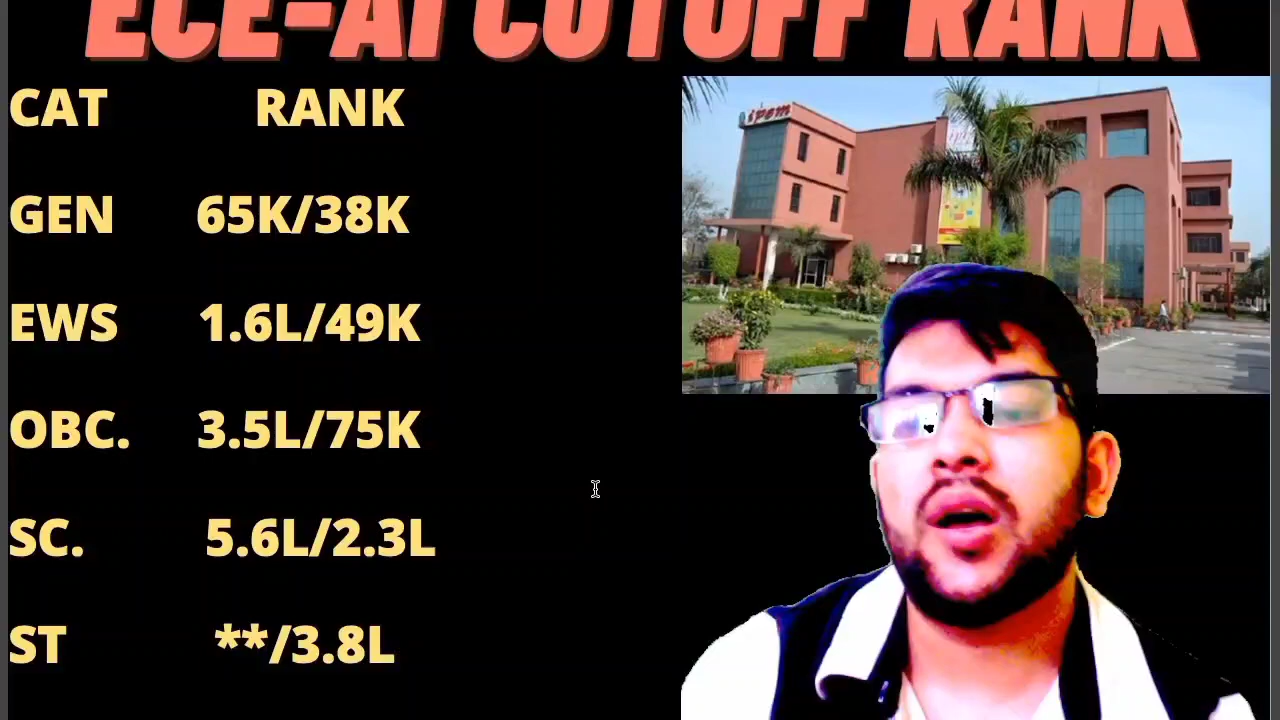 ECE-AI CUTOFF RANK
CAT RANK
GEN 65K/38K
EWS 1.6L/49K
OBC. 3.5L/75K
SC. 5.6L/2.3L
ST **/3.8L
ipem